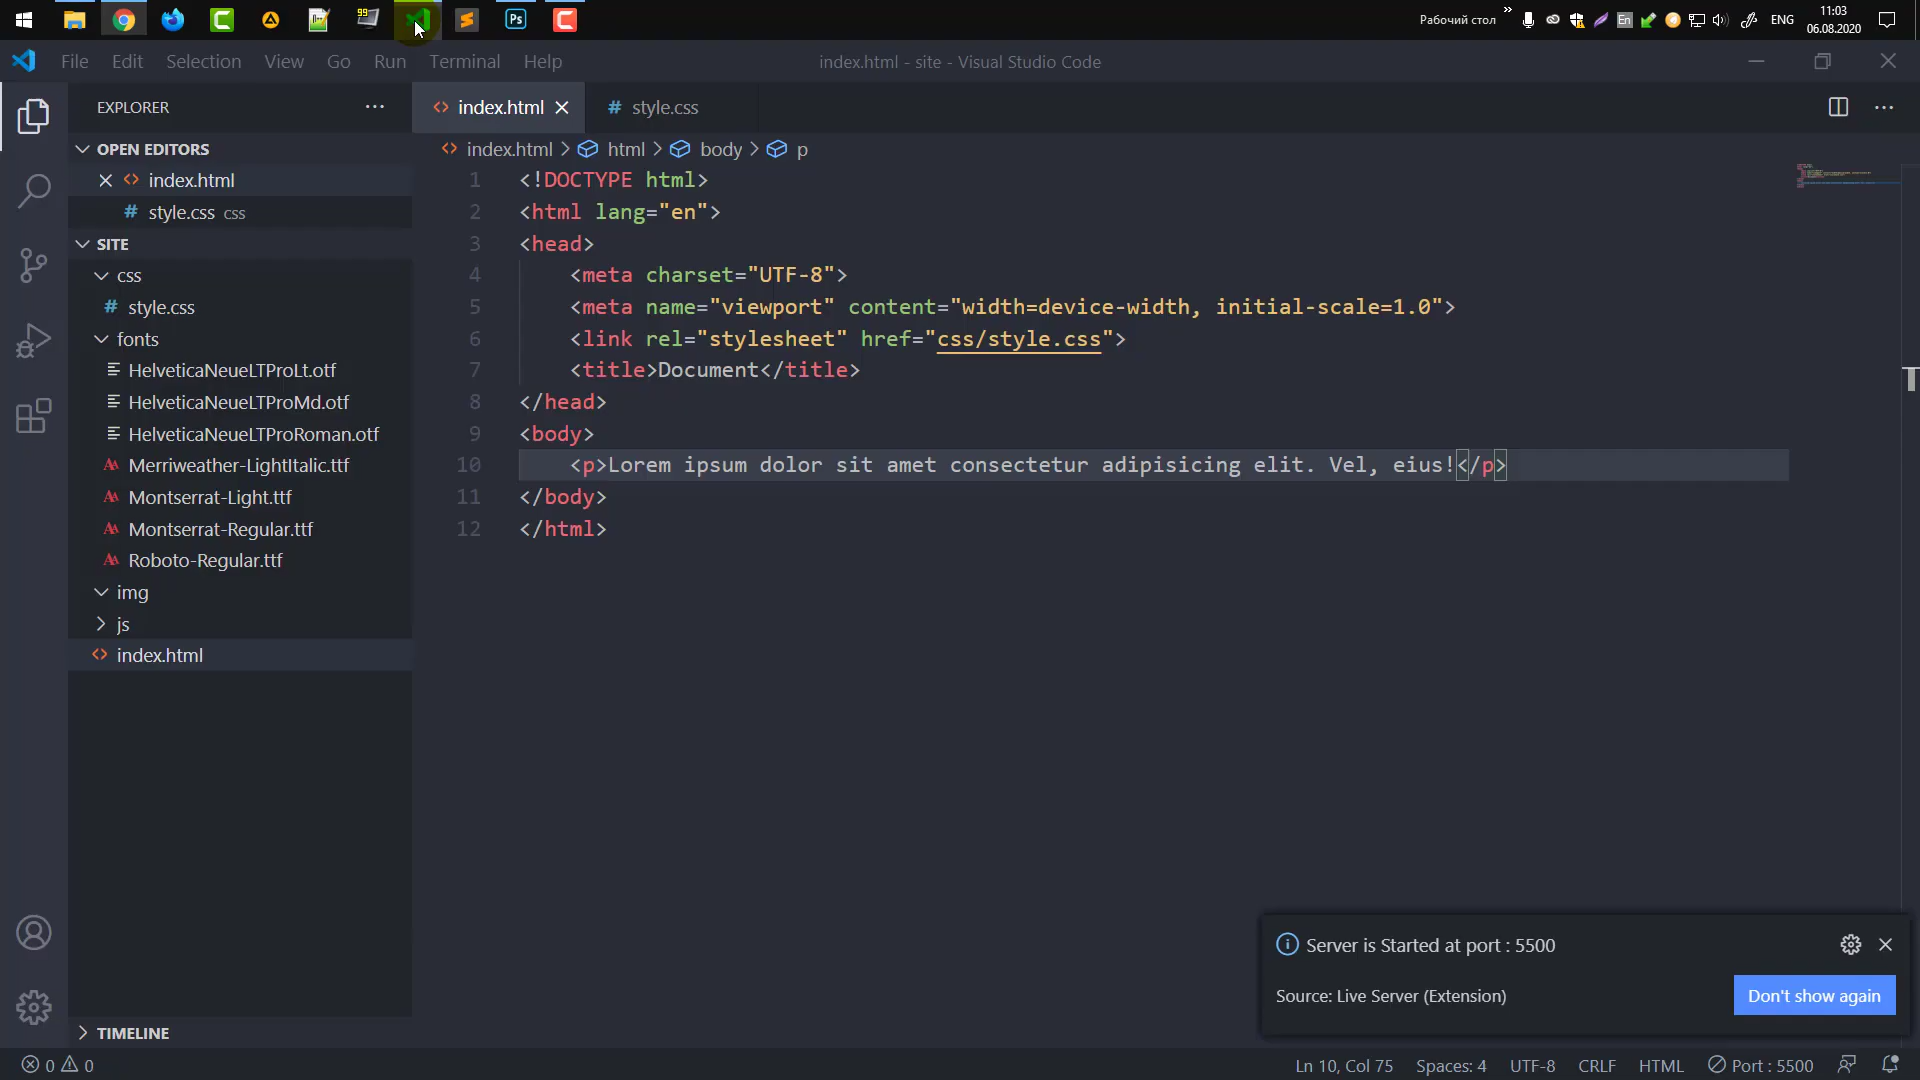 Рабочий стол
»
En
ENG
11:03
06.08.2020
Ps
99
File Edit Selection View Go Run Terminal Help
index.html - site - Visual Studio Code
EXPLORER
index.html
# style.css
OPEN EDITORS
index.html > html > body > p
<> index.html
# style.css css
SITE
css
# style.css
fonts
HelveticaNeueLTProLt.otf
HelveticaNeueLTProMd.otf
HelveticaNeueLTProRoman.otf
Merriweather-LightItalic.ttf
Montserrat-Light.ttf
Montserrat-Regular.ttf
Roboto-Regular.ttf
img
js
<> index.html
TIMELINE
1 <!DOCTYPE html>
2 <html lang="en">
3 <head>
4 <meta charset="UTF-8">
5 <meta name="viewport" content="width=device-width, initial-scale=1.0">
6 <link rel="stylesheet" href="css/style.css">
7 <title>Document</title>
8 </head>
9 <body>
10 <p>Lorem ipsum dolor sit amet consectetur adipisicing elit. Vel, eius!</p>
11 </body>
12 </html>
Server is Started at port : 5500
Source: Live Server (Extension)
Don't show again
0 0
Ln 10, Col 75 Spaces: 4 UTF-8 CRLF HTML Port : 5500